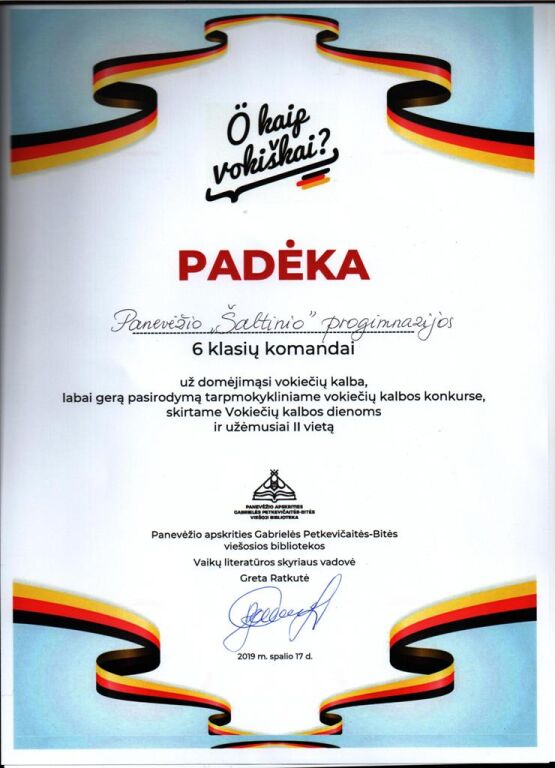 Ö kaip
vokiškai?
PADĖKA
Panevėžio „Šaltinio" progimnazijos
6 klasių komandai
už domėjimąsi vokiečių kalba,
labai gerą pasirodymą tarpmokykliniame vokiečių kalbos konkurse,
skirtame Vokiečių kalbos dienoms
ir užėmusiai II vietą
PANEVĖŽIO APSKRITIES
GABRIELĖS PETKEVIČAITĖS-BITĖS
VIEŠOJI BIBLIOTEKA
Panevėžio apskrities Gabrielės Petkevičaitės-Bitės
viešosios bibliotekos
Vaikų literatūros skyriaus vadovė
Greta Ratkutė
2019 m. spalio 17 d.